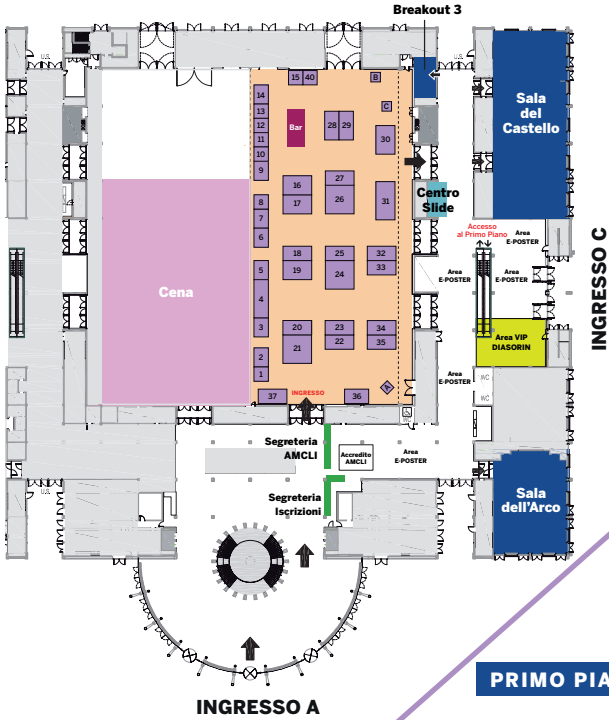 Breakout 3
U.S.
U.S.
15
40
B
C
14
13
12
11
10
9
Bar
28
29
30
Sala
del
Castello
27
16
17
26
31
Centro
Slide
8
7
6
Accesso
al Primo Piano
Area
E-POSTER
18
19
25
24
32
33
Area
E-POSTER
Area
E-POSTER
Area
E-POSTER
INGRESSO C
5
4
3
Cena
20
21
23
22
34
35
Area VIP
DIASORIN
2
1
Area
E-POSTER
WC
WC
A
37
INGRESSO
36
Segreteria
AMCLI
Accredito
AMCLI
Area
E-POSTER
Segreteria
Iscrizioni
Sala
dell'Arco
U.S.
U.S.
INGRESSO A
PRIMO PIA